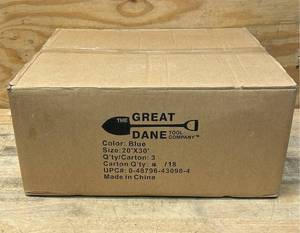 THE GREAT DANE
TOOL COMPANY™
Color: Blue
Size: 20'X30'
Q'ty/Carton: 3
Carton Q'ty: /18
UPC#: 0-48796-43098-4
Made in China